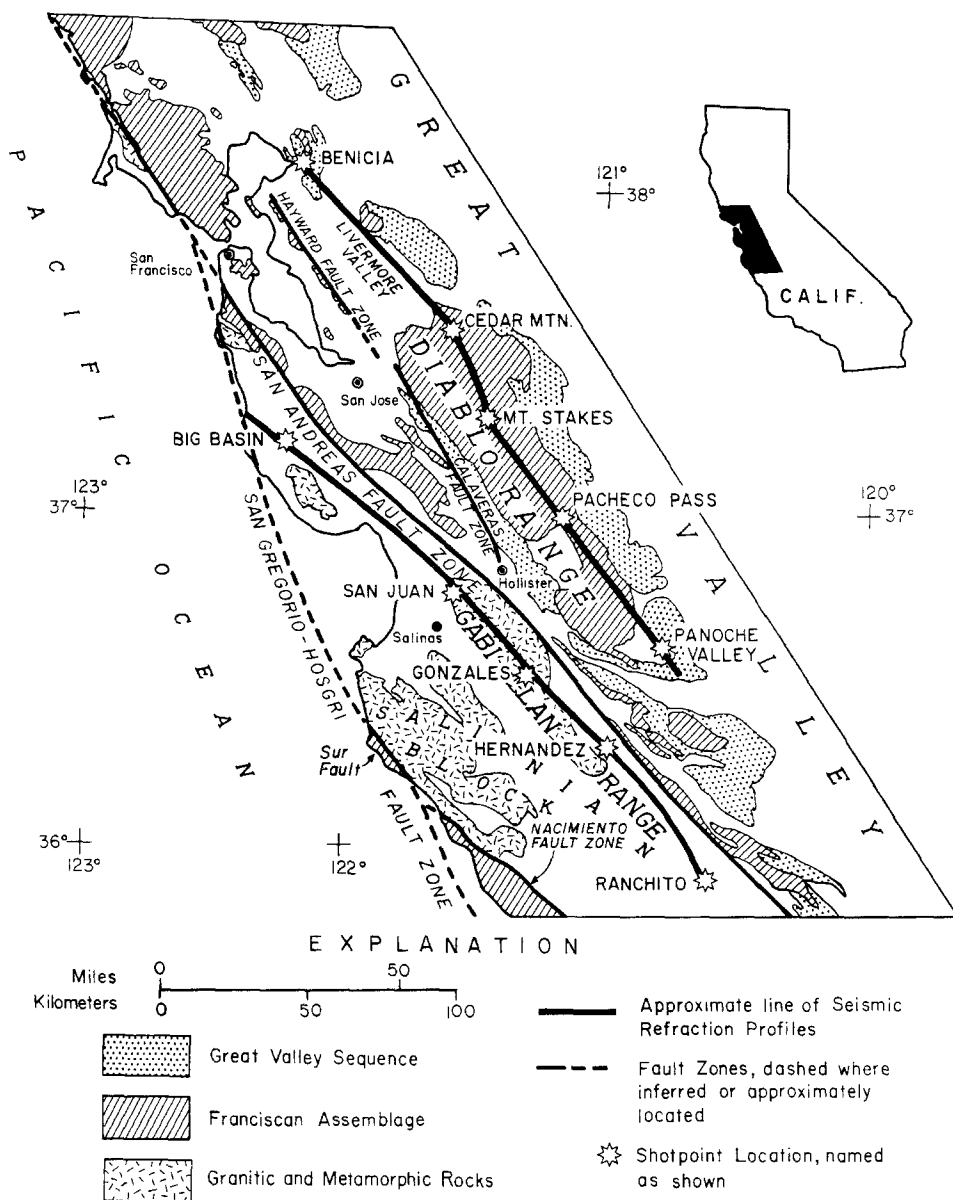 GREAT VALLEY
PACIFIC OCEAN
BENICIA
HAYWARD FAULT ZONE
LIVERMORE
VALLEY
San
Francisco
CEDAR MTN.
DIABLO RANGE
San Jose
MT. STAKES
SAN ANDREAS FAULT ZONE
BIG BASIN
CALAVERAS
FAULT
ZONE
PACHECO PASS
SAN GREGORIO-HOSGRI
FAULT ZONE
Hollister
SAN JUAN
GABILAN RANGE
Salinas
PANOCHE
VALLEY
GONZALES
SALINIAN
BLOCK
HERNANDEZ
Sur
Fault
NACIMIENTO
FAULT ZONE
RANCHITO
121°
38°
CALIF.
123°
37°
120°
37°
36°
123°
122°
EXPLANATION
Miles
0 50
Kilometers
0 50 100
Great Valley Sequence
Franciscan Assemblage
Granitic and Metamorphic Rocks
Approximate line of Seismic
Refraction Profiles
Fault Zones, dashed where
inferred or approximately
located
Shotpoint Location, named
as shown